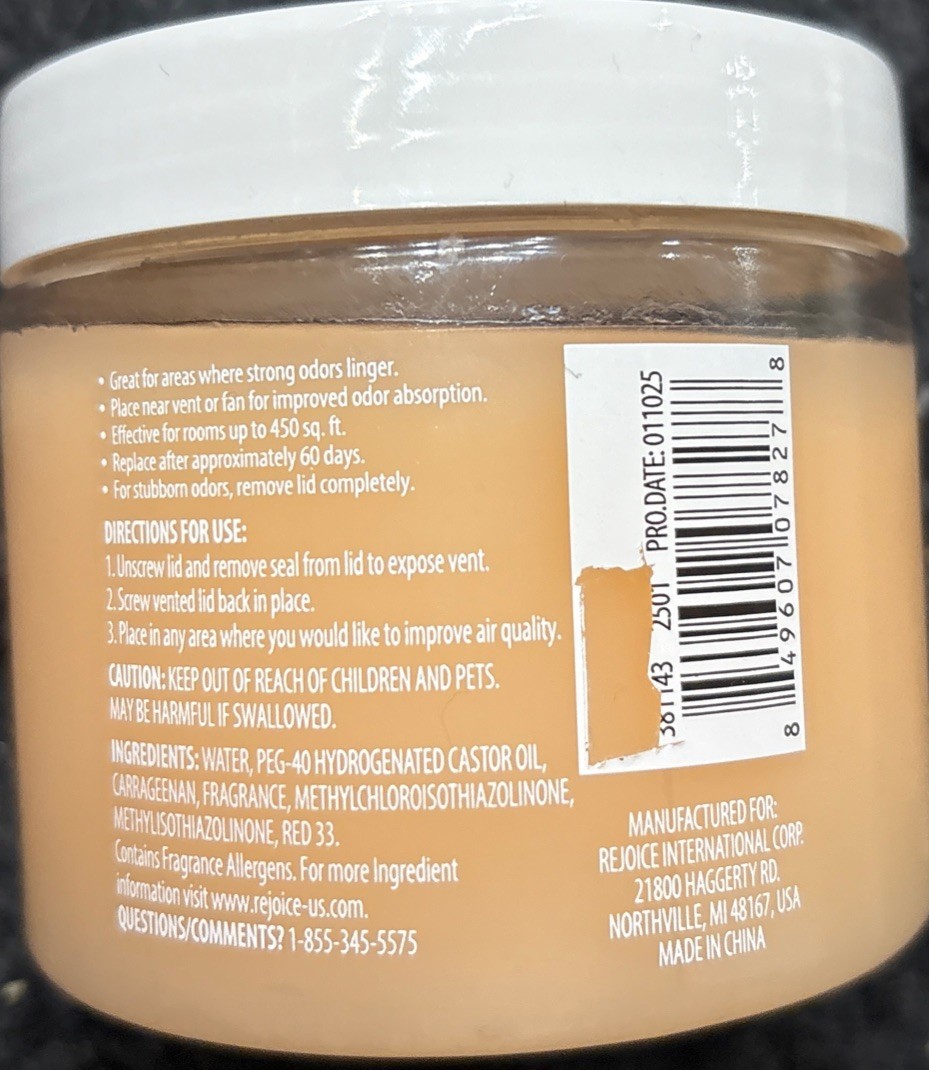 • Great for areas where strong odors linger.
• Place near vent or fan for improved odor absorption.
• Effective for rooms up to 450 sq. ft.
• Replace after approximately 60 days.
• For stubborn odors, remove lid completely.
DIRECTIONS FOR USE:
1. Unscrew lid and remove seal from lid to expose vent.
2. Screw vented lid back in place.
3. Place in any area where you would like to improve air quality.
CAUTION: KEEP OUT OF REACH OF CHILDREN AND PETS.
MAY BE HARMFUL IF SWALLOWED.
INGREDIENTS: WATER, PEG-40 HYDROGENATED CASTOR OIL,
CARRAGEENAN, FRAGRANCE, METHYLCHLOROISOTHIAZOLINONE,
METHYLISOTHIAZOLINONE, RED 33.
Contains Fragrance Allergens. For more Ingredient
information visit www.rejoice-us.com.
QUESTIONS/COMMENTS? 1-855-345-5575
381143 2501 PRO.DATE: 011025
8 49607 07827 8
MANUFACTURED FOR:
REJOICE INTERNATIONAL CORP.
21800 HAGGERTY RD.
NORTHVILLE, MI 48167, USA
MADE IN CHINA